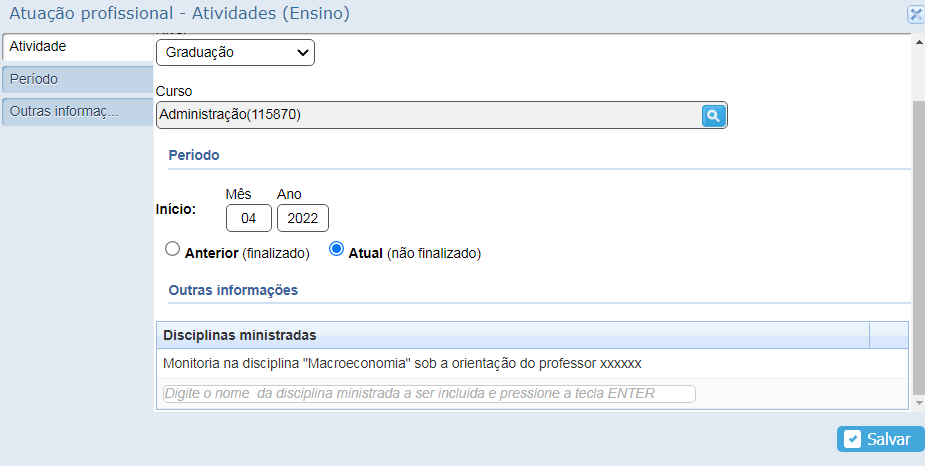 Atuação profissional - Atividades (Ensino)
Atividade
Período
Outras informaç...
Graduação
Curso
Administração(115870)
Período
Mês Ano
Início: 04 2022
Anterior (finalizado) Atual (não finalizado)
Outras informações
Disciplinas ministradas
Monitoria na disciplina "Macroeconomia" sob a orientação do professor xxxxxx
Digite o nome da disciplina ministrada a ser incluida e pressione a tecla ENTER
Salvar